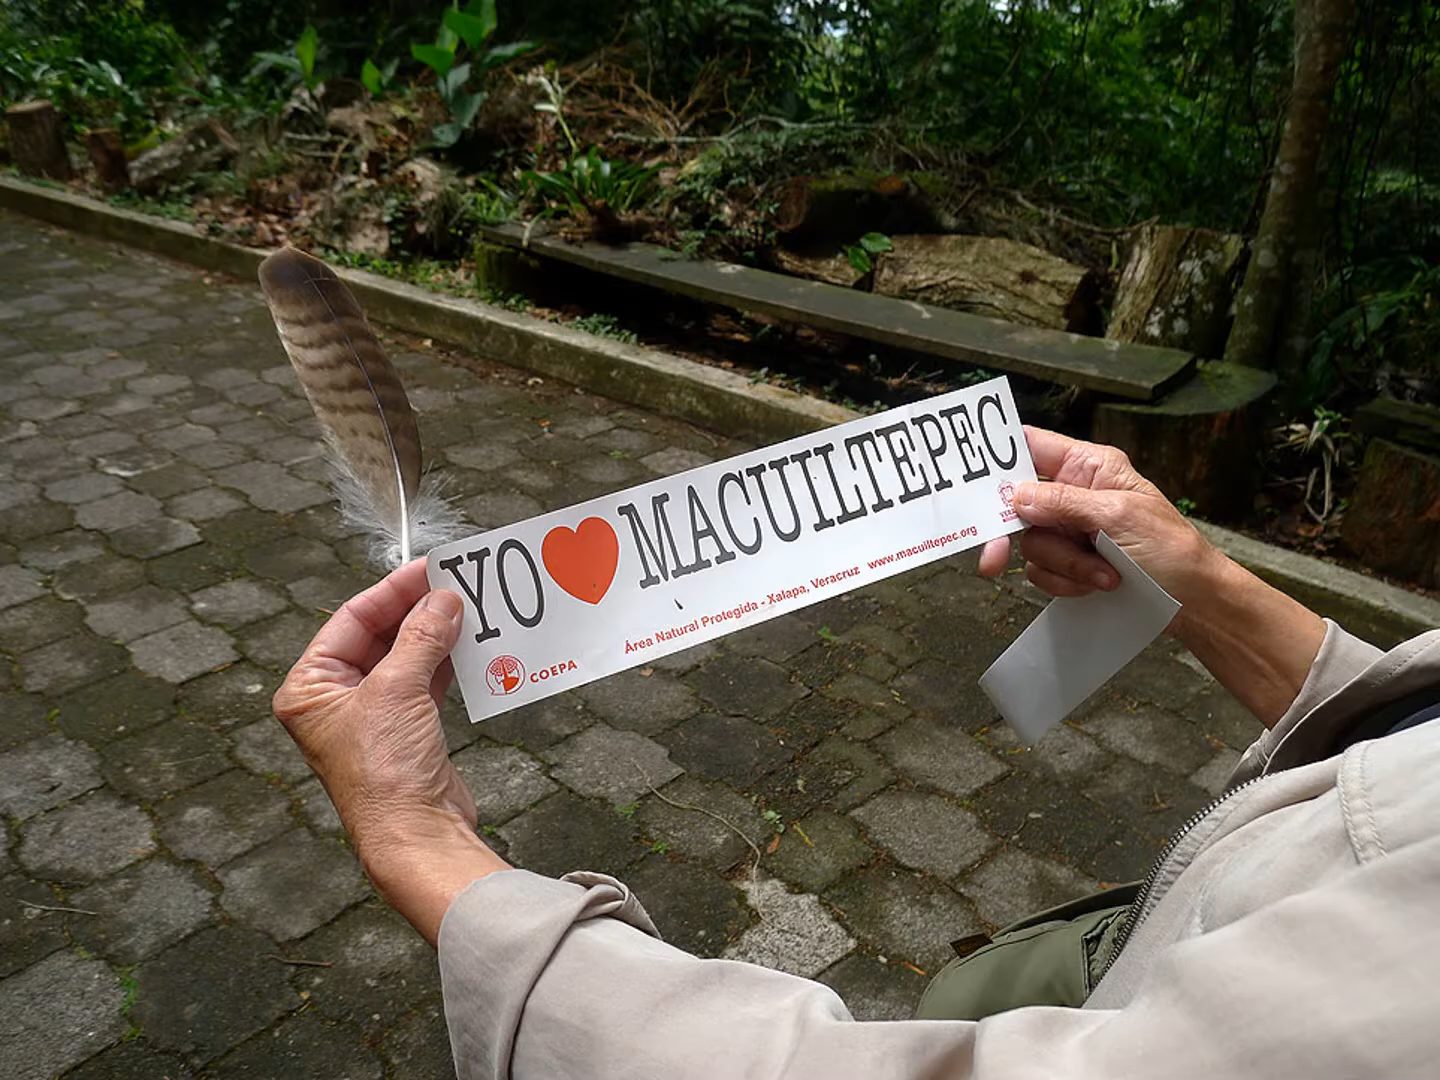 YO ♥ MACUILTEPEC
Área Natural Protegida - Xalapa, Veracruz www.macuiltepec.org
COEPA